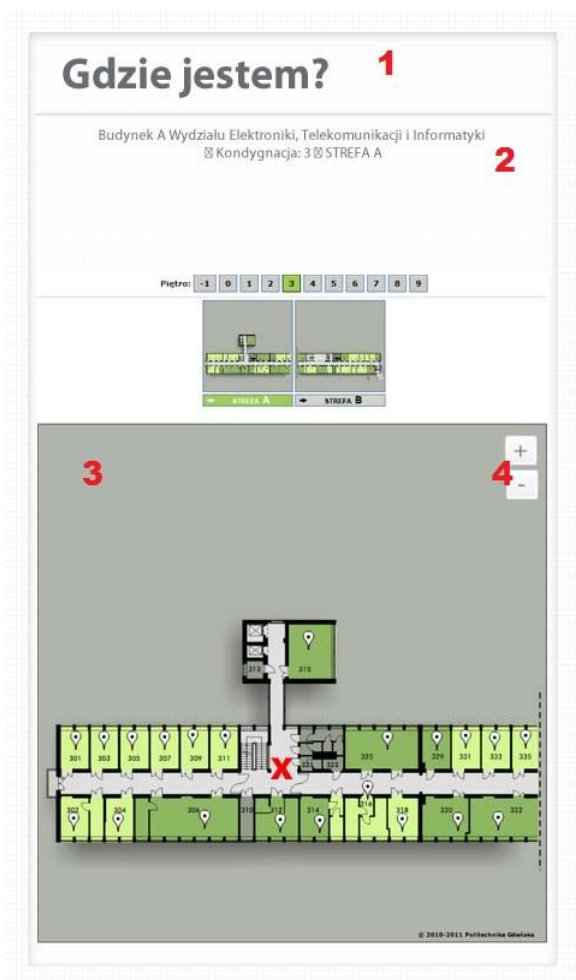 Gdzie jestem? 1
Budynek A Wydziału Elektroniki, Telekomunikacji i Informatyki
Kondygnacja: 3 STREFA A
2
Piętro: -1 0 1 2 3 4 5 6 7 8 9
STREFA A STREFA B
3
4
+
-
313 315
301 303 305 307 309 311 325 329 331 333 335
X
302 304 306 310 312 314 316 318 320 322
© 2010-2011 Politechnika Gdańska